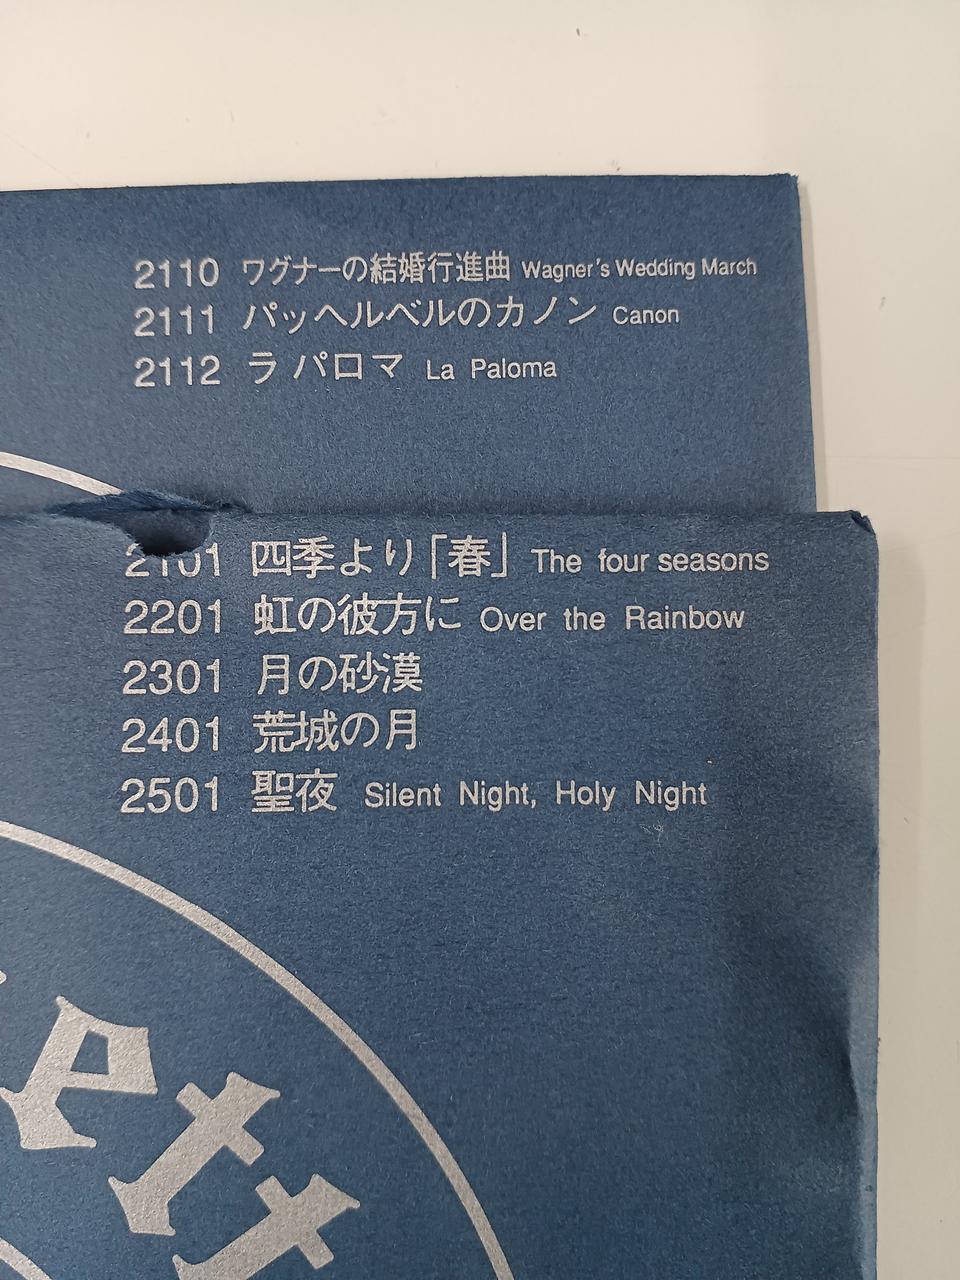 2110 ワグナーの結婚行進曲 Wagner's Wedding March
2111 パッヘルベルのカノン Canon
2112 ラ パロマ La Paloma
2101 四季より「春」 The four seasons
2201 虹の彼方に Over the Rainbow
2301 月の砂漠
2401 荒城の月
2501 聖夜 Silent Night, Holy Night
ett